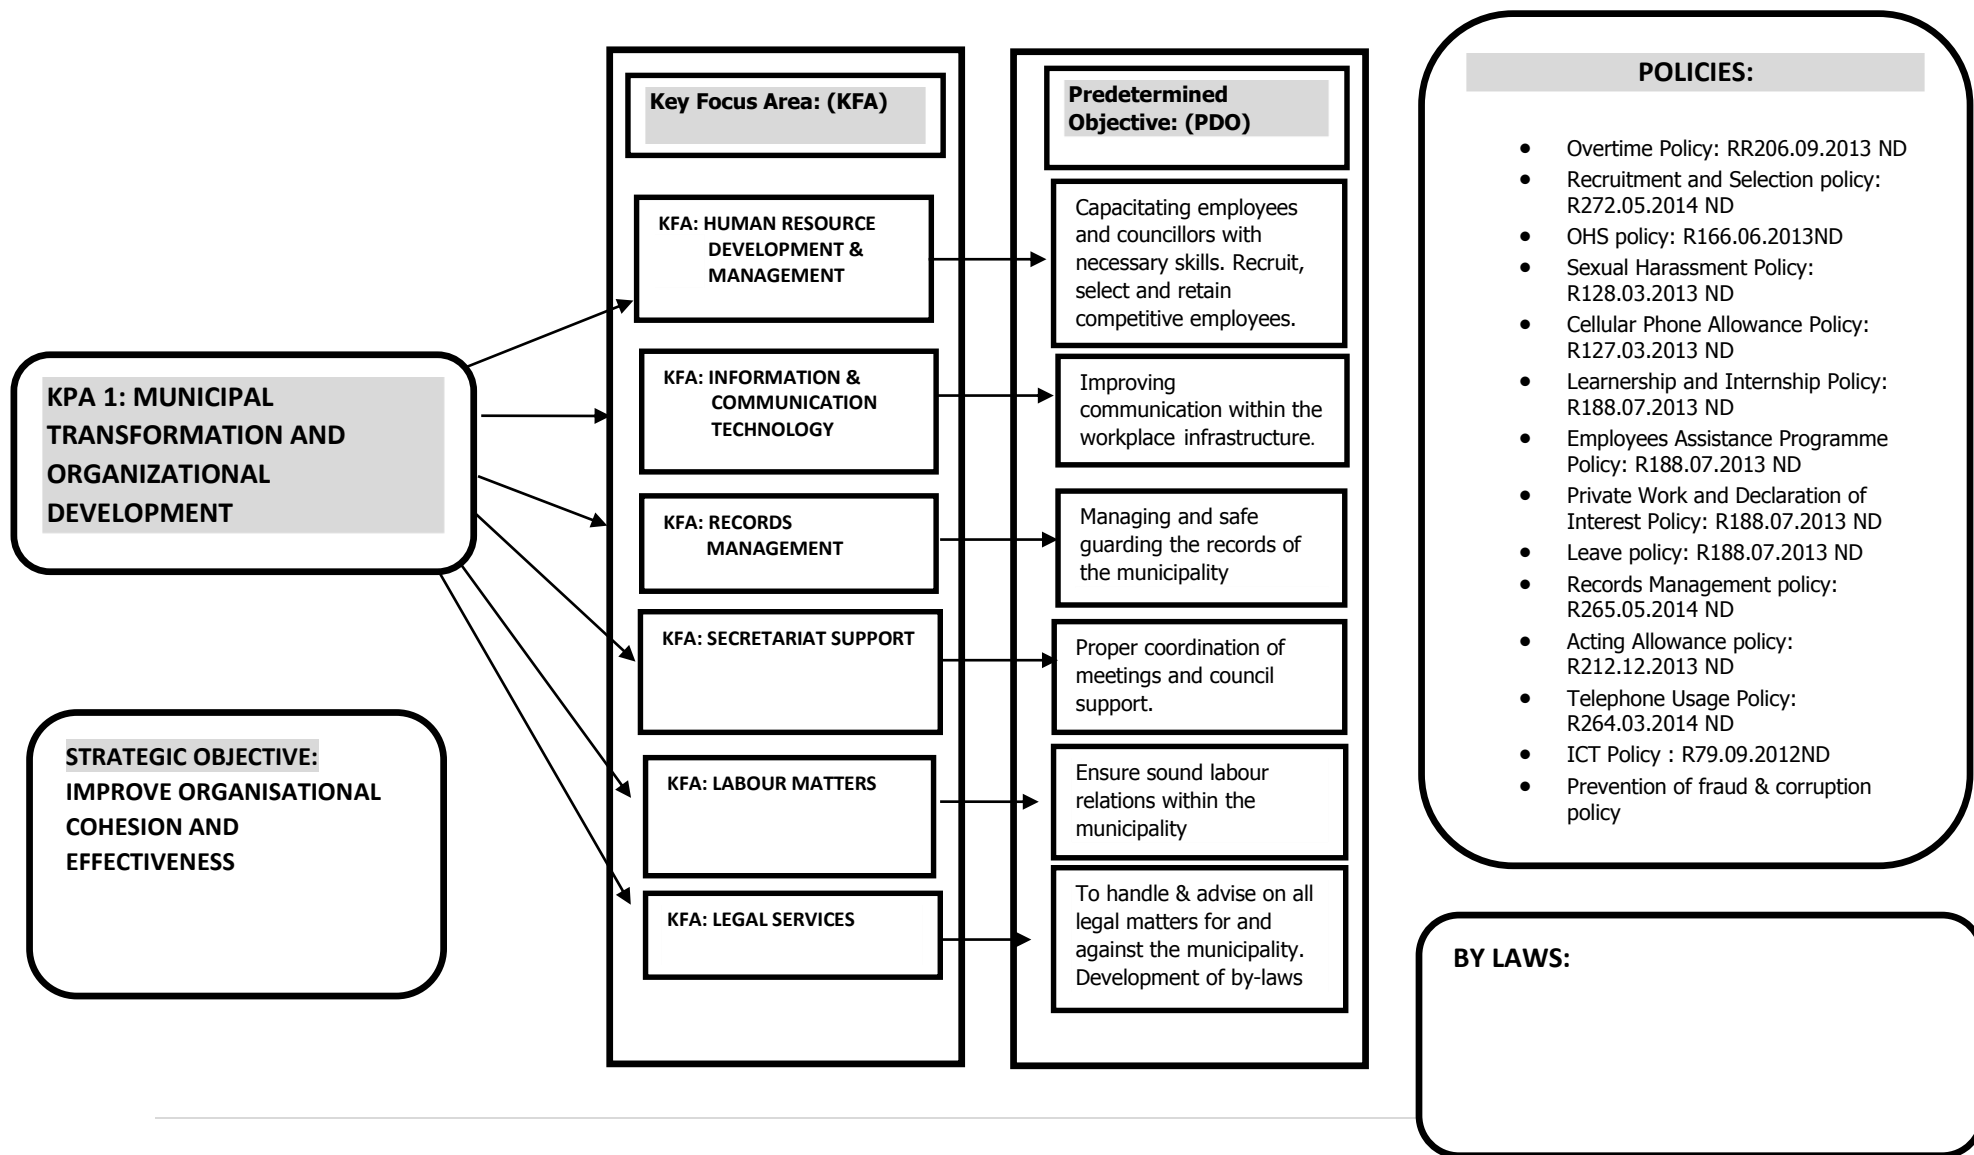 KPA 1: MUNICIPAL
TRANSFORMATION AND
ORGANIZATIONAL
DEVELOPMENT
STRATEGIC OBJECTIVE:
IMPROVE ORGANISATIONAL
COHESION AND
EFFECTIVENESS
Key Focus Area: (KFA)
KFA: HUMAN RESOURCE
DEVELOPMENT &
MANAGEMENT
KFA: INFORMATION &
COMMUNICATION
TECHNOLOGY
KFA: RECORDS
MANAGEMENT
KFA: SECRETARIAT SUPPORT
KFA: LABOUR MATTERS
KFA: LEGAL SERVICES
Predetermined
Objective: (PDO)
Capacitating employees
and councillors with
necessary skills. Recruit,
select and retain
competitive employees.
Improving
communication within the
workplace infrastructure.
Managing and safe
guarding the records of
the municipality
Proper coordination of
meetings and council
support.
Ensure sound labour
relations within the
municipality
To handle & advise on all
legal matters for and
against the municipality.
Development of by-laws
POLICIES:
• Overtime Policy: RR206.09.2013 ND
• Recruitment and Selection policy:
R272.05.2014 ND
• OHS policy: R166.06.2013ND
• Sexual Harassment Policy:
R128.03.2013 ND
• Cellular Phone Allowance Policy:
R127.03.2013 ND
• Learnership and Internship Policy:
R188.07.2013 ND
• Employees Assistance Programme
Policy: R188.07.2013 ND
• Private Work and Declaration of
Interest Policy: R188.07.2013 ND
• Leave policy: R188.07.2013 ND
• Records Management policy:
R265.05.2014 ND
• Acting Allowance policy:
R212.12.2013 ND
• Telephone Usage Policy:
R264.03.2014 ND
• ICT Policy : R79.09.2012ND
• Prevention of fraud & corruption
policy
BY LAWS: